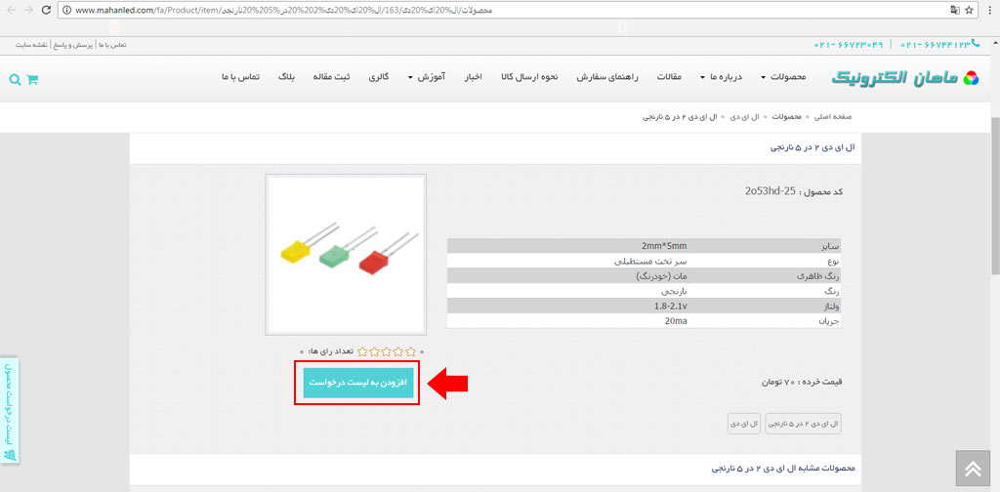 www.mahanled.com/fa/Product/item/محصولات/ال%20ای%20دی/163/ال%20ای%20دی%202%20در%205%20نارنجی
تماس با ما | پرسش و پاسخ | نقشه سایت
۰۲۱- ۶۶۷۴۴۱۲۳ | ۰۲۱- ۶۶۷۲۳۰۴۹
ماهان الکترونیک
محصولات درباره ما مقالات راهنمای سفارش نحوه ارسال کالا اخبار آموزش گالری ثبت مقاله بلاگ تماس با ما
صفحه اصلی » محصولات » ال ای دی » ال ای دی ۲ در ۵ نارنجی
ال ای دی ۲ در ۵ نارنجی
کد محصول : 2o53hd-25
سایز 2mm*5mm
نوع سر تخت مستطیلی
رنگ ظاهری مات (خودرنگ)
رنگ نارنجی
ولتاژ 1.8-2.1v
جریان 20ma
۰ تعداد رای ها: ۰
افزودن به لیست درخواست
قیمت خرده : ۷۰ تومان
ال ای دی ۲ در ۵ نارنجی
ال ای دی
لیست درخواست محصول
محصولات مشابه ال ای دی ۲ در ۵ نارنجی